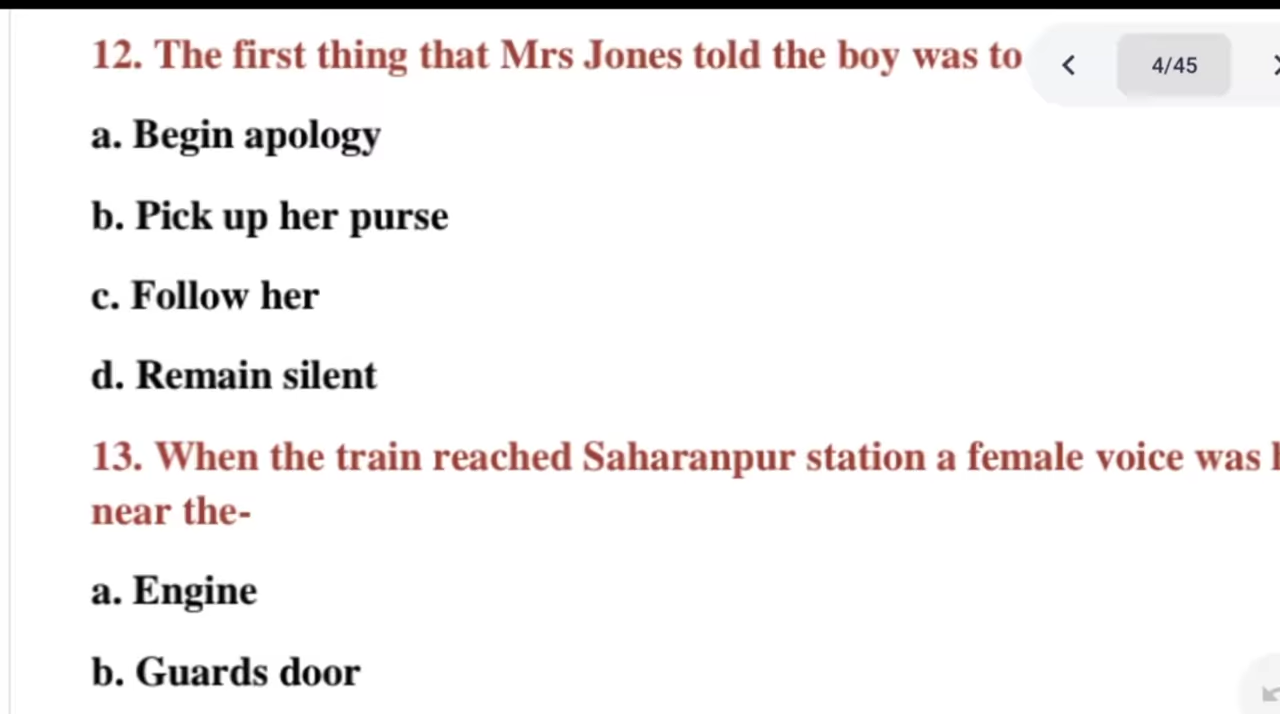 12. The first thing that Mrs Jones told the boy was to
4/45
a. Begin apology
b. Pick up her purse
c. Follow her
d. Remain silent
13. When the train reached Saharanpur station a female voice was
near the-
a. Engine
b. Guards door